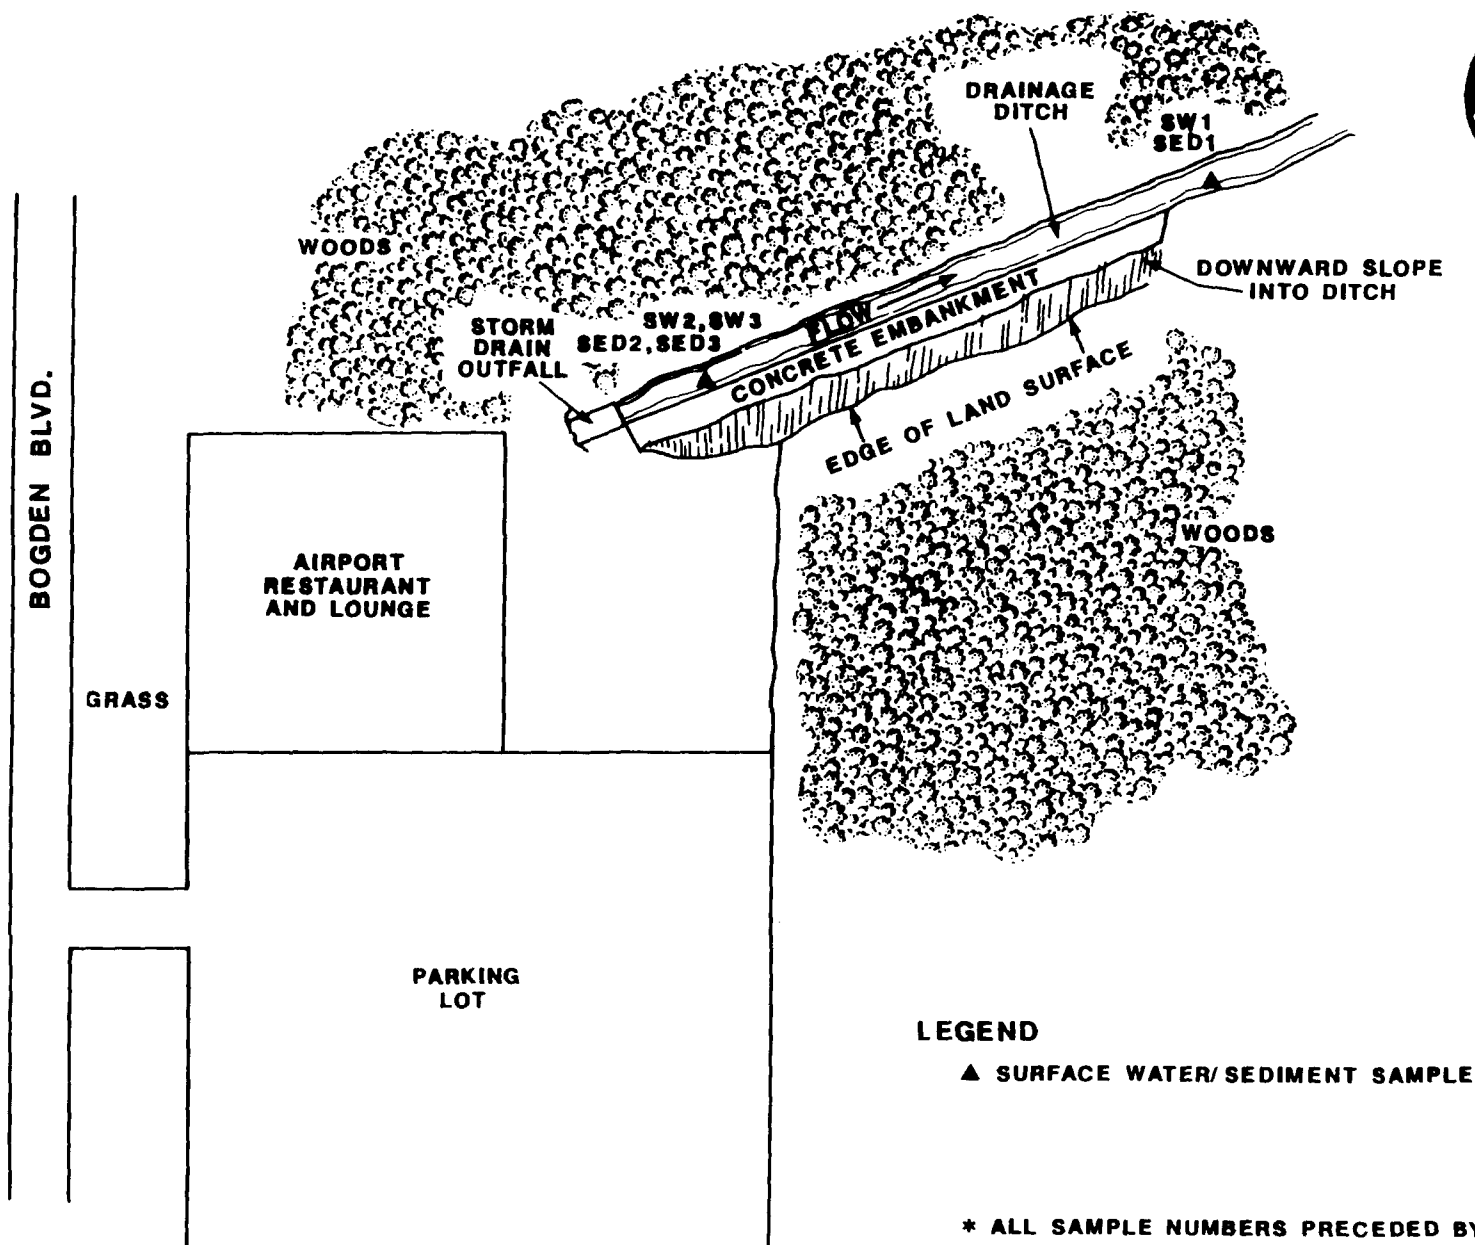 DRAINAGE
DITCH
SW1
SED1
WOODS
DOWNWARD SLOPE
INTO DITCH
STORM
DRAIN
OUTFALL
SW2,SW3
SED2,SED3
FLOW
CONCRETE EMBANKMENT
EDGE OF LAND SURFACE
BOGDEN BLVD.
WOODS
AIRPORT
RESTAURANT
AND LOUNGE
GRASS
PARKING
LOT
LEGEND
▲ SURFACE WATER/SEDIMENT SAMPLE
* ALL SAMPLE NUMBERS PRECEDED BY